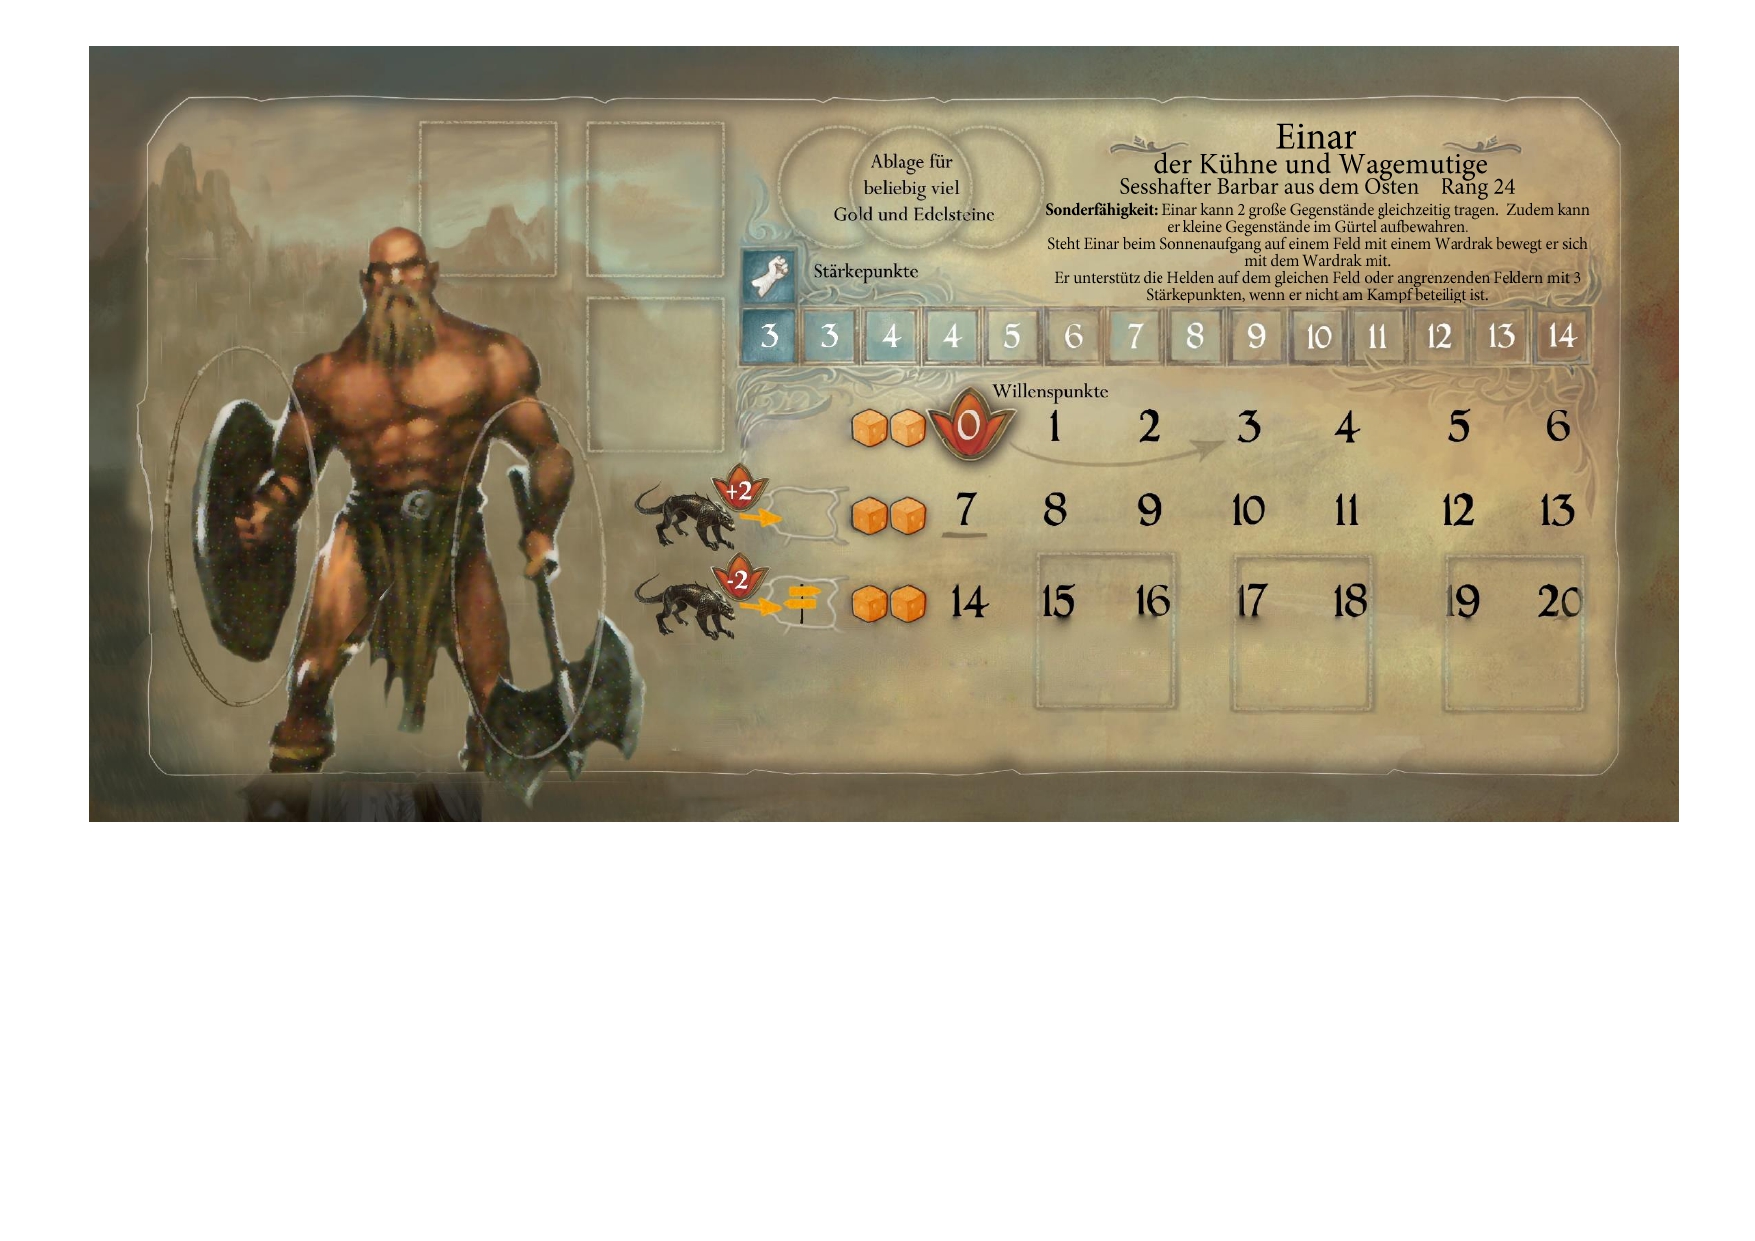 Einar
der Kühne und Wagemutige
Sesshafter Barbar aus dem Osten Rang 24
Sonderfähigkeit: Einar kann 2 große Gegenstände gleichzeitig tragen. Zudem kann
er kleine Gegenstände im Gürtel aufbewahren.
Steht Einar beim Sonnenaufgang auf einem Feld mit einem Wardrak bewegt er sich
mit dem Wardrak mit.
Er unterstütz die Helden auf dem gleichen Feld oder angrenzenden Feldern mit 3
Stärkepunkten, wenn er nicht am Kampf beteiligt ist.
Ablage für
beliebig viel
Gold und Edelsteine
Stärkepunkte
3 3 4 4 5 6 7 8 9 10 11 12 13 14
Willenspunkte
0 1 2 3 4 5 6
+2 7 8 9 10 11 12 13
-2 14 15 16 17 18 19 20